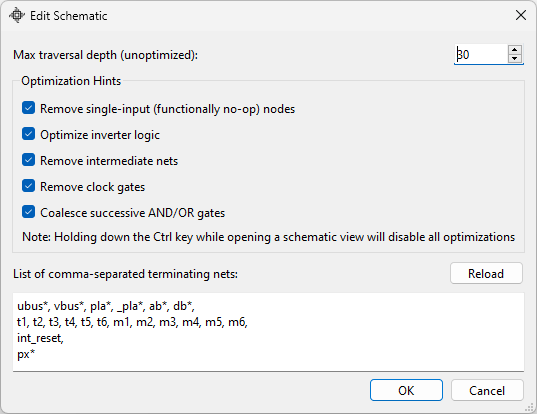 Edit Schematic
Max traversal depth (unoptimized):
30
Optimization Hints
Remove single-input (functionally no-op) nodes
Optimize inverter logic
Remove intermediate nets
Remove clock gates
Coalesce successive AND/OR gates
Note: Holding down the Ctrl key while opening a schematic view will disable all optimizations
List of comma-separated terminating nets:
Reload
ubus*, vbus*, pla*, _pla*, ab*, db*,
t1, t2, t3, t4, t5, t6, m1, m2, m3, m4, m5, m6,
int_reset,
px*
OK
Cancel